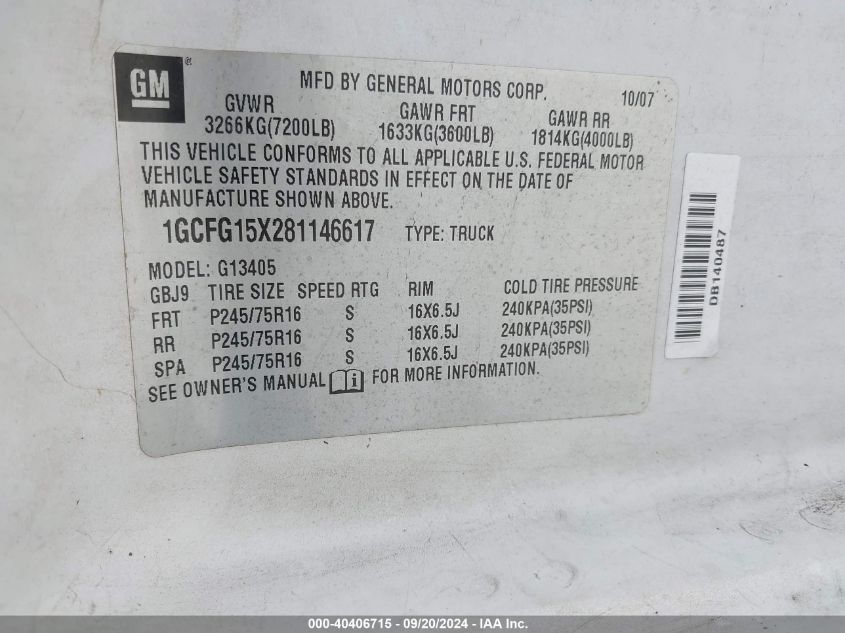 GM®
MFD BY GENERAL MOTORS CORP. 10/07
GVWR GAWR FRT GAWR RR
3266KG(7200LB) 1633KG(3600LB) 1814KG(4000LB)
THIS VEHICLE CONFORMS TO ALL APPLICABLE U.S. FEDERAL MOTOR
VEHICLE SAFETY STANDARDS IN EFFECT ON THE DATE OF
MANUFACTURE SHOWN ABOVE.
1GCFG15X281146617 TYPE: TRUCK
MODEL: G13405
GBJ9 TIRE SIZE SPEED RTG RIM COLD TIRE PRESSURE
FRT P245/75R16 S 16X6.5J 240KPA(35PSI)
RR P245/75R16 S 16X6.5J 240KPA(35PSI)
SPA P245/75R16 S 16X6.5J 240KPA(35PSI)
SEE OWNER'S MANUAL i FOR MORE INFORMATION.
DB140487
000-40406715 - 09/20/2024 - IAA Inc.